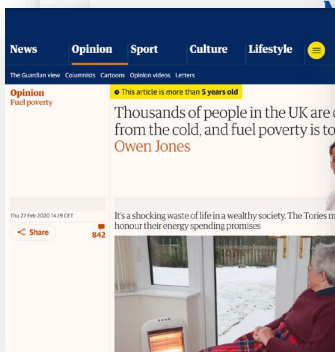 News Opinion Sport Culture Lifestyle
The Guardian view Columnists Cartoons Opinion videos Letters
Opinion
Fuel poverty
This article is more than 5 years old
Thousands of people in the UK are
from the cold, and fuel poverty is to
Owen Jones
Thu 27 Feb 2020 14.19 CET
Share
842
It's a shocking waste of life in a wealthy society. The Tories m
honour their energy spending promises